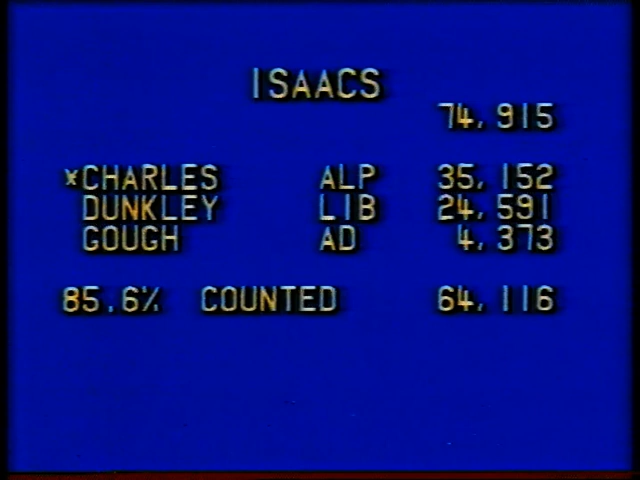 ISAACS
74,915
*CHARLES ALP 35,152
DUNKLEY LIB 24,591
GOUGH AD 4,373
85.6% COUNTED 64,116